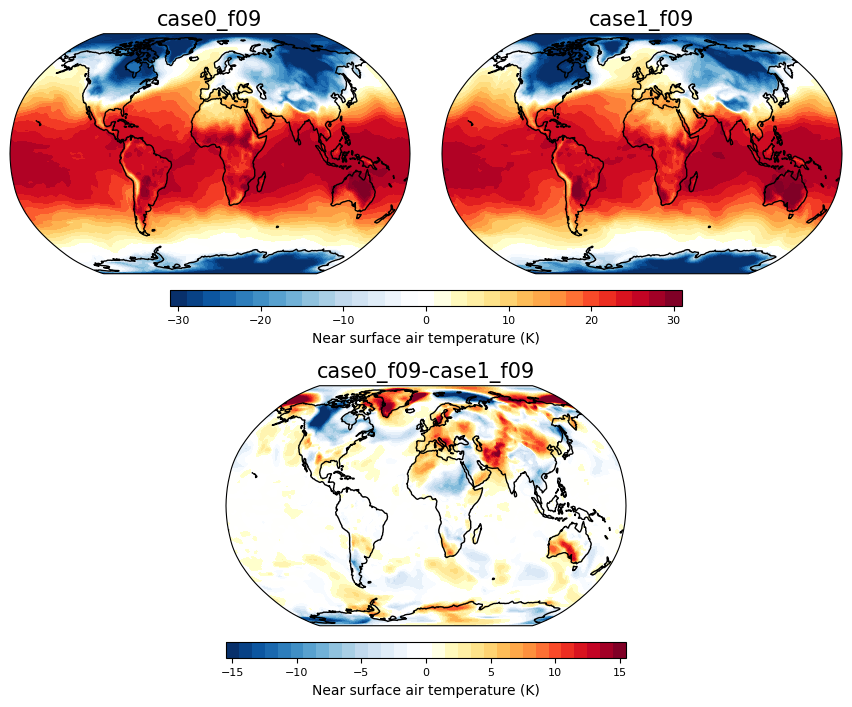 case0_f09 case1_f09
−30 −20 −10 0 10 20 30
Near surface air temperature (K)
case0_f09-case1_f09
−15 −10 −5 0 5 10 15
Near surface air temperature (K)